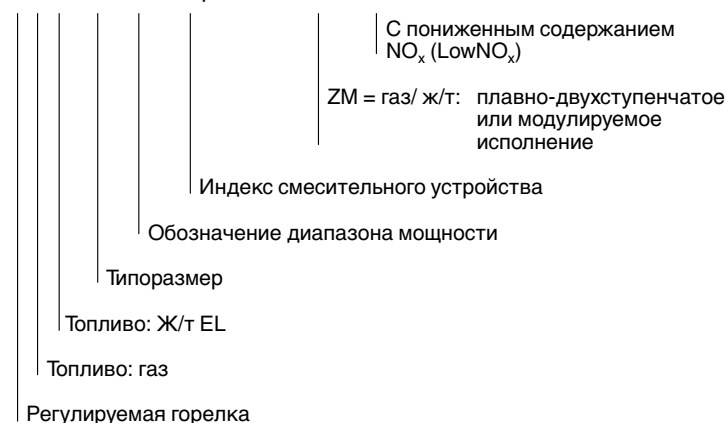 С пониженным содержанием
NOx (LowNOx)
ZM = газ/ ж/т: плавно-двухступенчатое
или модулируемое
исполнение
Индекс смесительного устройства
Обозначение диапазона мощности
Типоразмер
Топливо: Ж/т EL
Топливо: газ
Регулируемая горелка